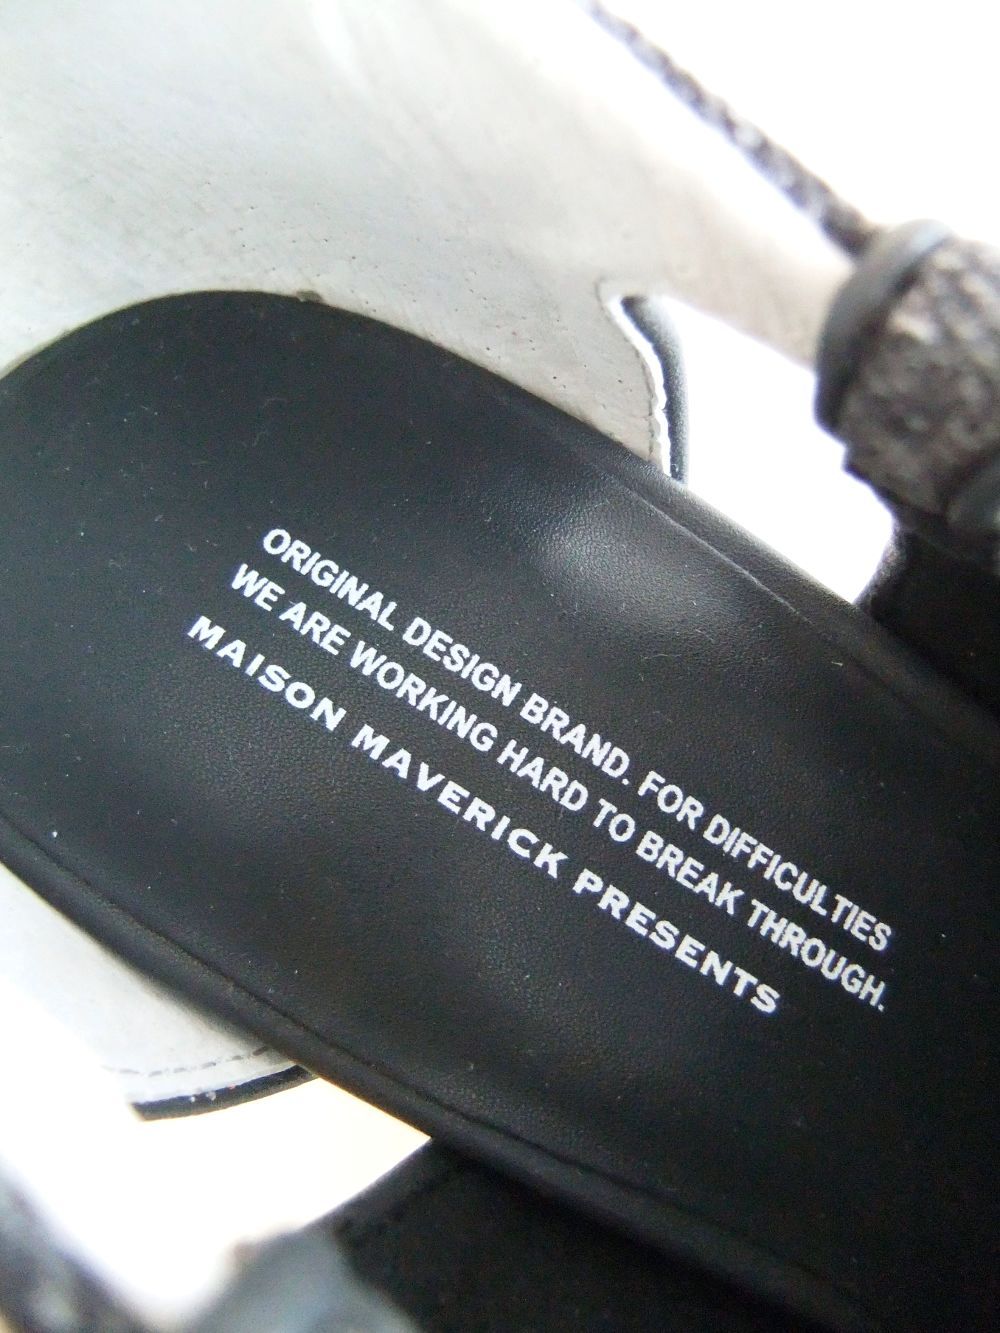 ORIGINAL DESIGN BRAND. FOR DIFFICULTIES
WE ARE WORKING HARD TO BREAK THROUGH.
MAISON MAVERICK PRESENTS